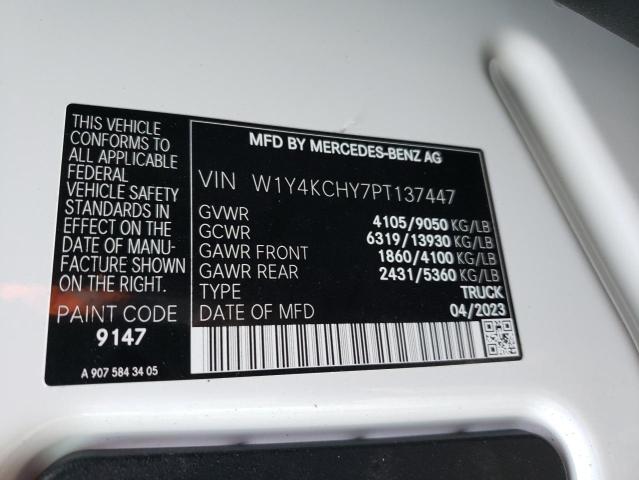 THIS VEHICLE
CONFORMS TO
ALL APPLICABLE
FEDERAL
VEHICLE SAFETY
STANDARDS IN
EFFECT ON THE
DATE OF MANU-
FACTURE SHOWN
ON THE RIGHT.
PAINT CODE
9147
A 907 584 34 05
MFD BY MERCEDES-BENZ AG
VIN W1Y4KCHY7PT137447
GVWR 4105/9050 KG/LB
GCWR 6319/13930 KG/LB
GAWR FRONT 1860/4100 KG/LB
GAWR REAR 2431/5360 KG/LB
TYPE TRUCK
DATE OF MFD 04/2023